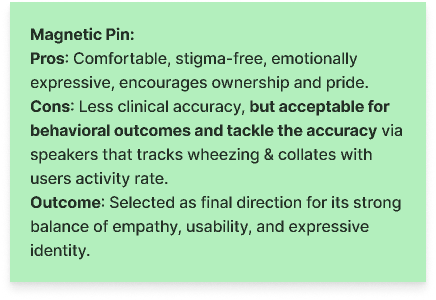 Magnetic Pin:
Pros: Comfortable, stigma-free, emotionally
expressive, encourages ownership and pride.
Cons: Less clinical accuracy, but acceptable for
behavioral outcomes and tackle the accuracy via
speakers that tracks wheezing & collates with
users activity rate.
Outcome: Selected as final direction for its strong
balance of empathy, usability, and expressive
identity.